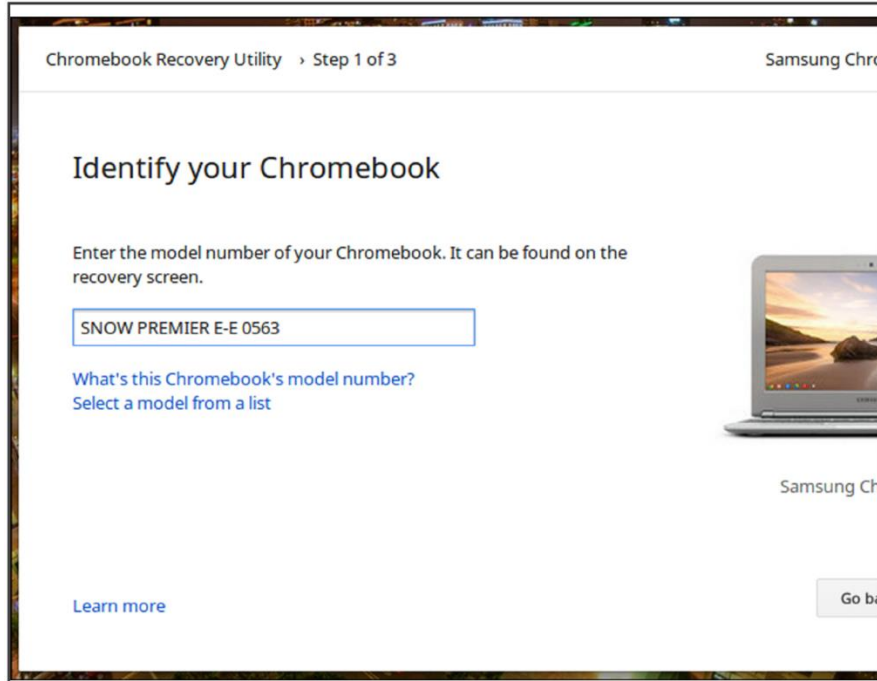 Chromebook Recovery Utility › Step 1 of 3
Samsung Chro
Identify your Chromebook
Enter the model number of your Chromebook. It can be found on the
recovery screen.
SNOW PREMIER E-E 0563
What's this Chromebook's model number?
Select a model from a list
Samsung Ch
Learn more
Go ba